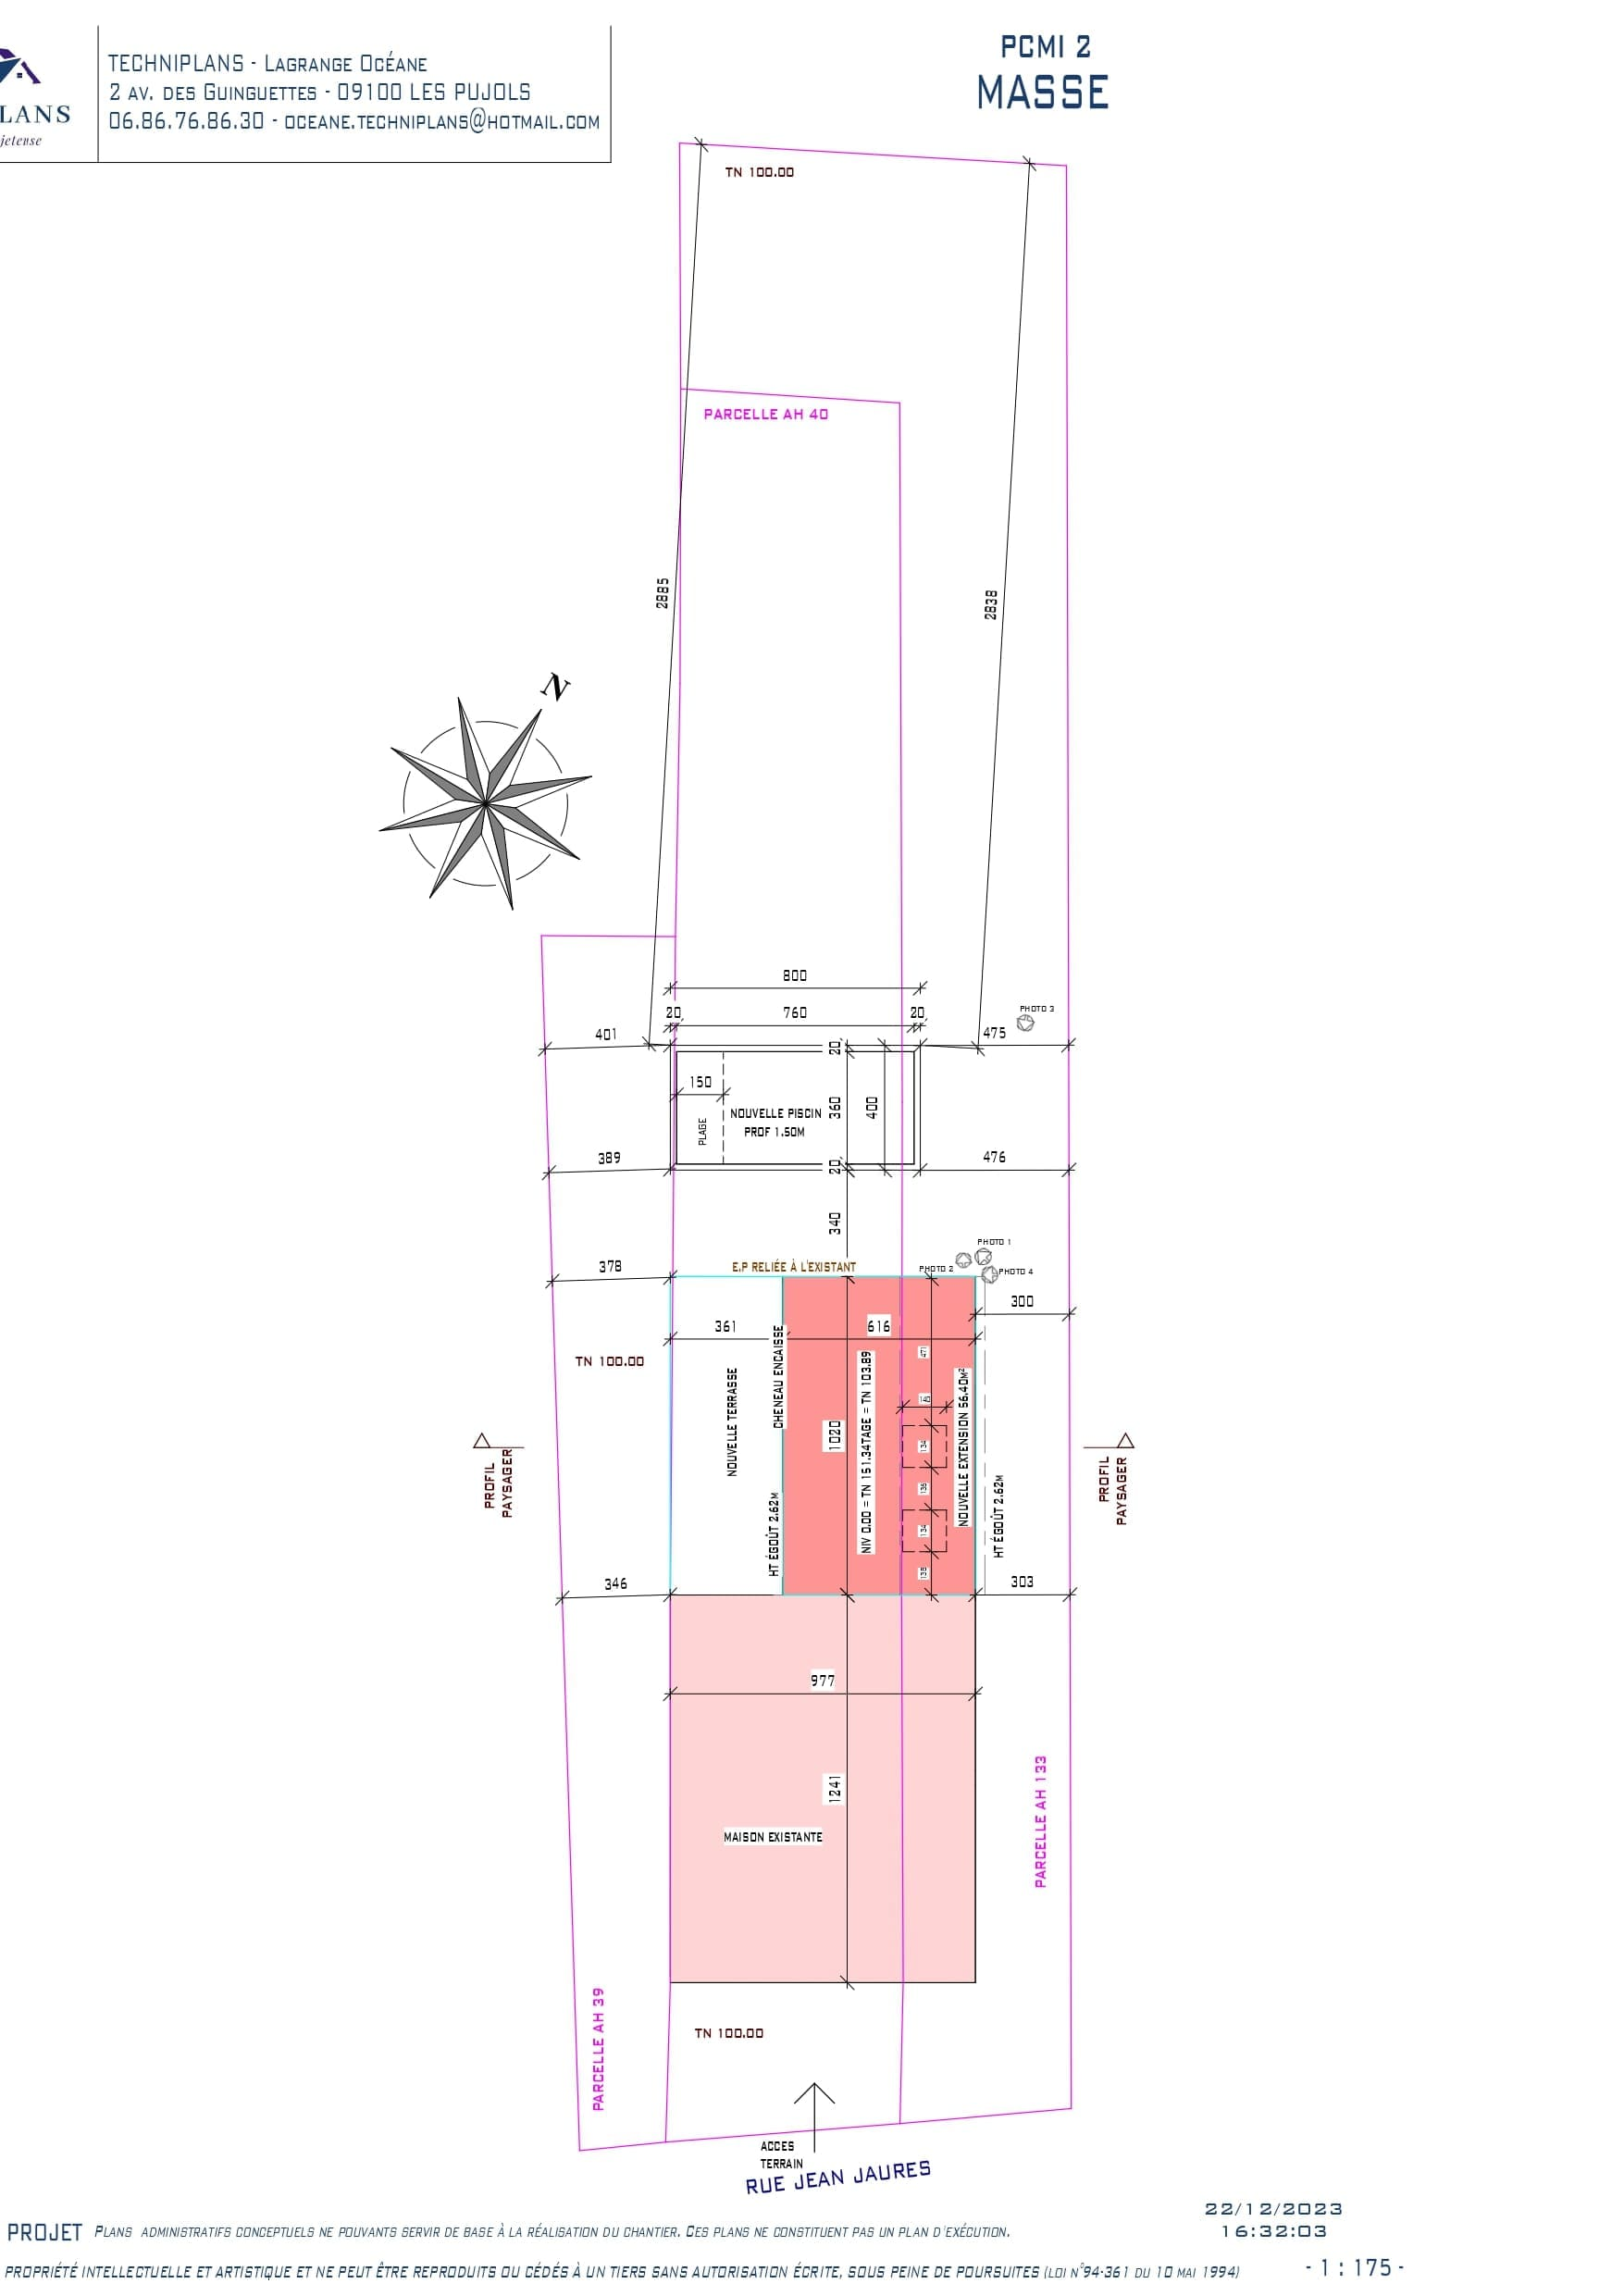 LANS
jetense
TECHNIPLANS - LAGRANGE OCÉANE
2 AV. DES GUINGUETTES - 09100 LES PUJOLS
06.86.76.86.30 - OCEANE.TECHNIPLANS@HOTMAIL.COM
PCMI 2
MASSE
TN 100.00
PARCELLE AH 40
2885
2838
N
800
20
760
20
PHOTO 3
401
475
20
150
360
400
NOUVELLE PISCIN
PROF 1.50M
PLAGE
389
20
476
340
PHOTO 1
E.P RELIÉE À L'EXISTANT
PHOTO 2
PHOTO 4
378
300
361
616
TN 100.00
NOUVELLE TERRASSE
CHENEAU ENCAISSE
HT ÉGOÛT 2.62M
1020
NIV 0.00 = TN 151.34TAGE = TN 103.89
471
145
134
136
134
135
NOUVELLE EXTENSION 56.40M²
HT ÉGOÛT 2.62M
PROFIL
PAYSAGER
PROFIL
PAYSAGER
346
303
977
1241
MAISON EXISTANTE
PARCELLE AH 133
PARCELLE AH 39
TN 100.00
ACCES
TERRAIN
RUE JEAN JAURES
22/12/2023
16:32:03
PROJET PLANS ADMINISTRATIFS CONCEPTUELS NE POUVANTS SERVIR DE BASE À LA RÉALISATION DU CHANTIER. CES PLANS NE CONSTITUENT PAS UN PLAN D'EXÉCUTION.
PROPRIÉTÉ INTELLECTUELLE ET ARTISTIQUE ET NE PEUT ÊTRE REPRODUITS OU CÉDÉS À UN TIERS SANS AUTORISATION ÉCRITE, SOUS PEINE DE POURSUITES (LOI N°94-361 DU 10 MAI 1994)
- 1 : 175 -